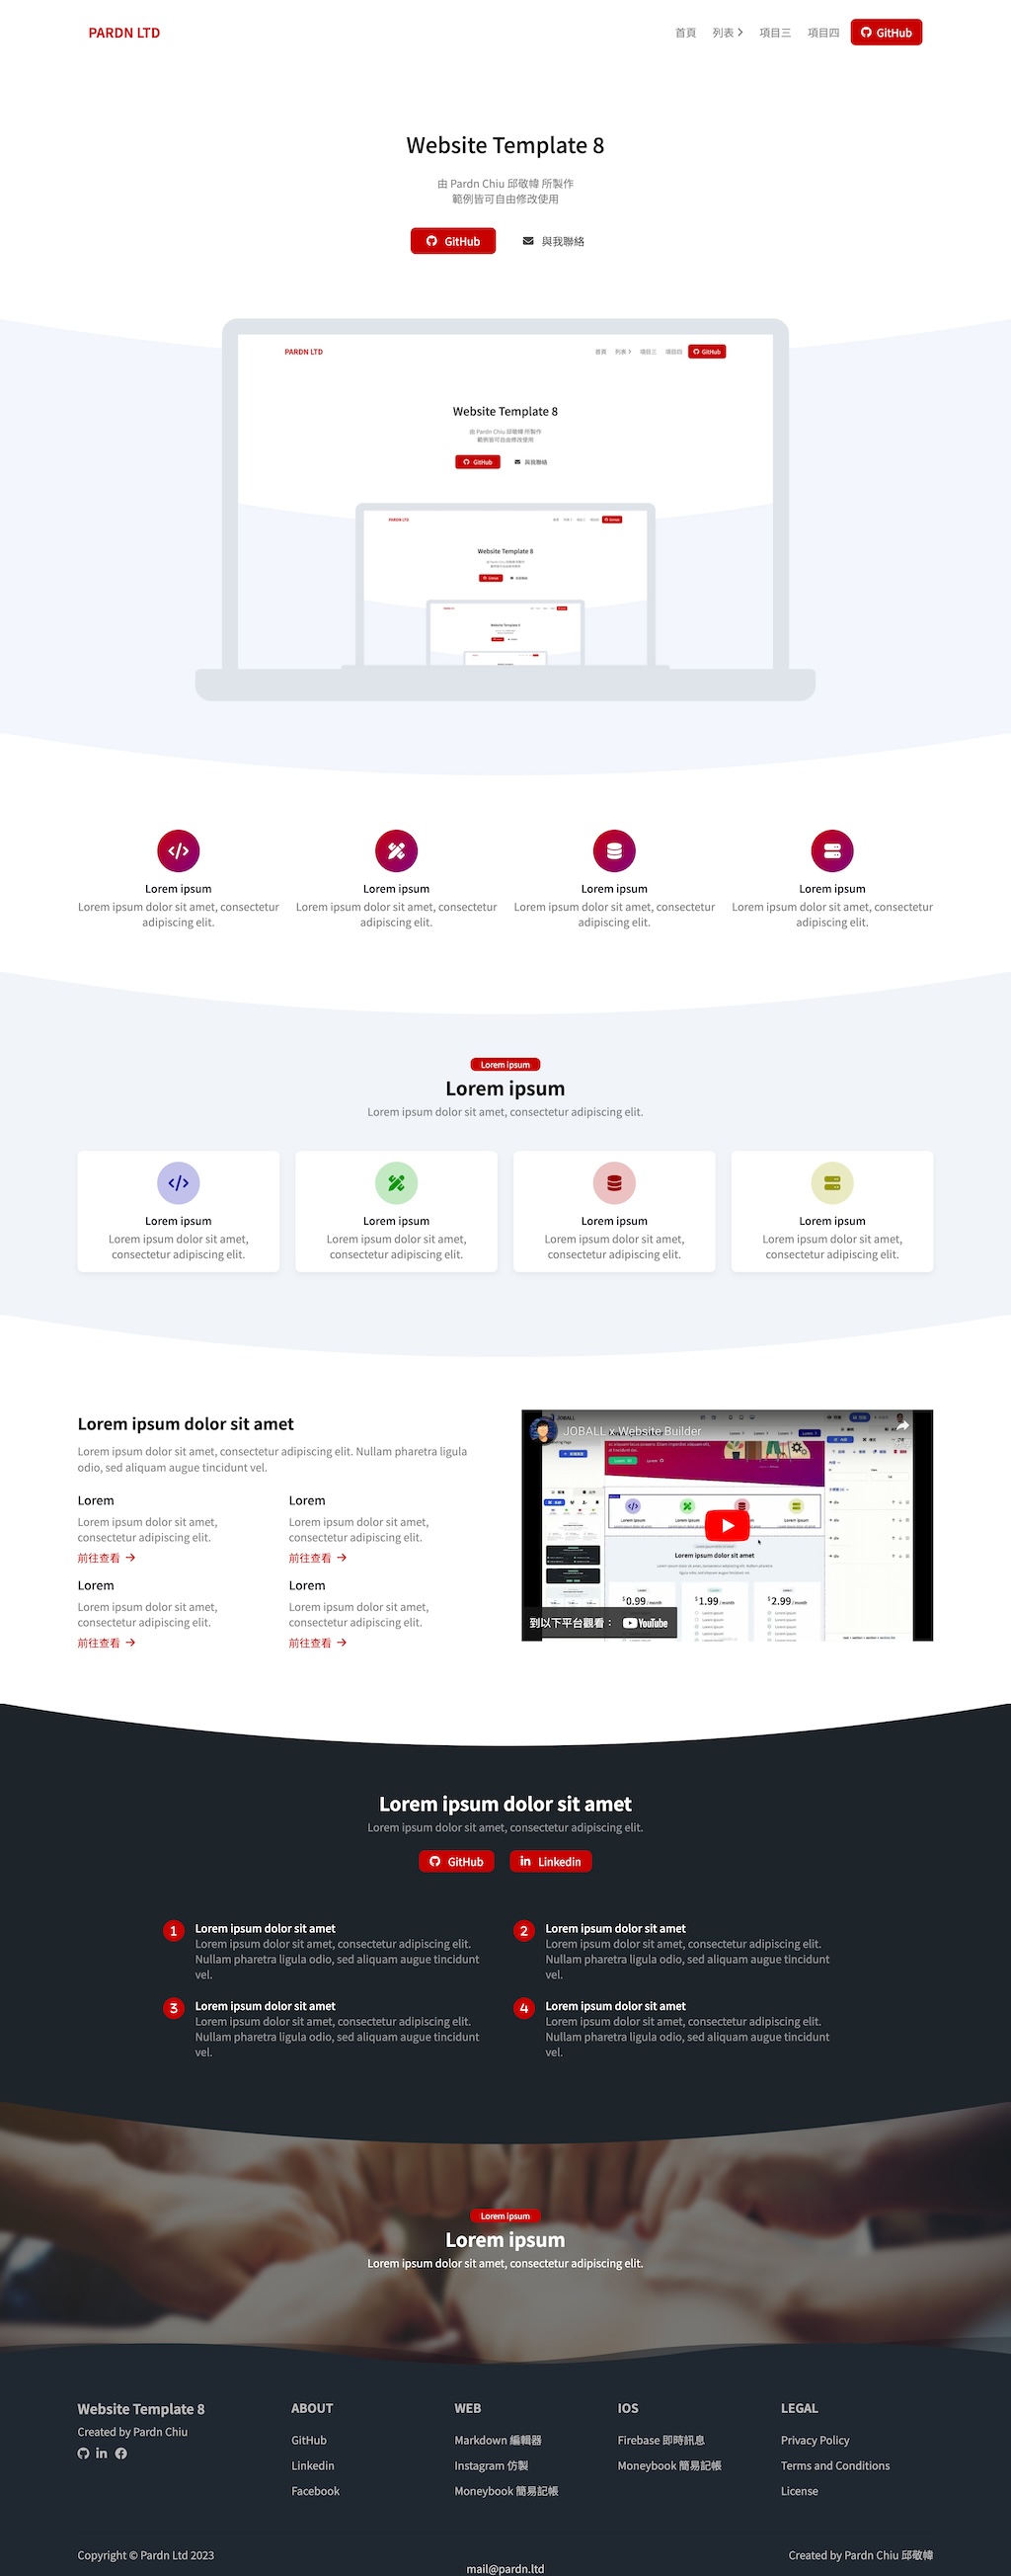 PARDN LTD
首頁 列表 項目三 項目四 GitHub
Website Template 8
由 Pardn Chiu 邱敬幃 所製作
範例皆可自由修改使用
GitHub 與我聯絡
PARDN LTD
首頁 列表 項目三 項目四 GitHub
Website Template 8
由 Pardn Chiu 邱敬幃 所製作
範例皆可自由修改使用
GitHub 與我聯絡
PARDN LTD
Website Template 8
GitHub
Website Template 8
Lorem ipsum
Lorem ipsum dolor sit amet, consectetur
adipiscing elit.
Lorem ipsum
Lorem ipsum dolor sit amet, consectetur
adipiscing elit.
Lorem ipsum
Lorem ipsum dolor sit amet, consectetur
adipiscing elit.
Lorem ipsum
Lorem ipsum dolor sit amet, consectetur
adipiscing elit.
Lorem ipsum
Lorem ipsum
Lorem ipsum dolor sit amet, consectetur adipiscing elit.
Lorem ipsum
Lorem ipsum dolor sit amet,
consectetur adipiscing elit.
Lorem ipsum
Lorem ipsum dolor sit amet,
consectetur adipiscing elit.
Lorem ipsum
Lorem ipsum dolor sit amet,
consectetur adipiscing elit.
Lorem ipsum
Lorem ipsum dolor sit amet,
consectetur adipiscing elit.
Lorem ipsum dolor sit amet
Lorem ipsum dolor sit amet, consectetur adipiscing elit. Nullam pharetra ligula
odio, sed aliquam augue tincidunt vel.
Lorem
Lorem ipsum dolor sit amet,
consectetur adipiscing elit.
前往查看
Lorem
Lorem ipsum dolor sit amet,
consectetur adipiscing elit.
前往查看
Lorem
Lorem ipsum dolor sit amet,
consectetur adipiscing elit.
前往查看
Lorem
Lorem ipsum dolor sit amet,
consectetur adipiscing elit.
前往查看
JOBALL
JOBALL x Website Builder
Lorem ipsum dolor sit amet
$0.99 / month
$1.99 / month
$2.99 / month
到以下平台觀看： YouTube
Lorem ipsum dolor sit amet
Lorem ipsum dolor sit amet, consectetur adipiscing elit.
GitHub Linkedin
1 Lorem ipsum dolor sit amet
Lorem ipsum dolor sit amet, consectetur adipiscing elit.
Nullam pharetra ligula odio, sed aliquam augue tincidunt
vel.
2 Lorem ipsum dolor sit amet
Lorem ipsum dolor sit amet, consectetur adipiscing elit.
Nullam pharetra ligula odio, sed aliquam augue tincidunt
vel.
3 Lorem ipsum dolor sit amet
Lorem ipsum dolor sit amet, consectetur adipiscing elit.
Nullam pharetra ligula odio, sed aliquam augue tincidunt
vel.
4 Lorem ipsum dolor sit amet
Lorem ipsum dolor sit amet, consectetur adipiscing elit.
Nullam pharetra ligula odio, sed aliquam augue tincidunt
vel.
Lorem ipsum
Lorem ipsum
Lorem ipsum dolor sit amet, consectetur adipiscing elit.
Website Template 8
Created by Pardn Chiu
ABOUT
GitHub
Linkedin
Facebook
WEB
Markdown 編輯器
Instagram 仿製
Moneybook 簡易記帳
IOS
Firebase 即時訊息
Moneybook 簡易記帳
LEGAL
Privacy Policy
Terms and Conditions
License
Copyright © Pardn Ltd 2023
mail@pardn.ltd
Created by Pardn Chiu 邱敬幃